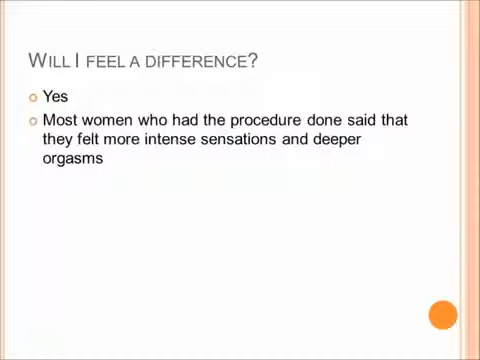 WILL I FEEL A DIFFERENCE?
Yes
Most women who had the procedure done said that
they felt more intense sensations and deeper
orgasms